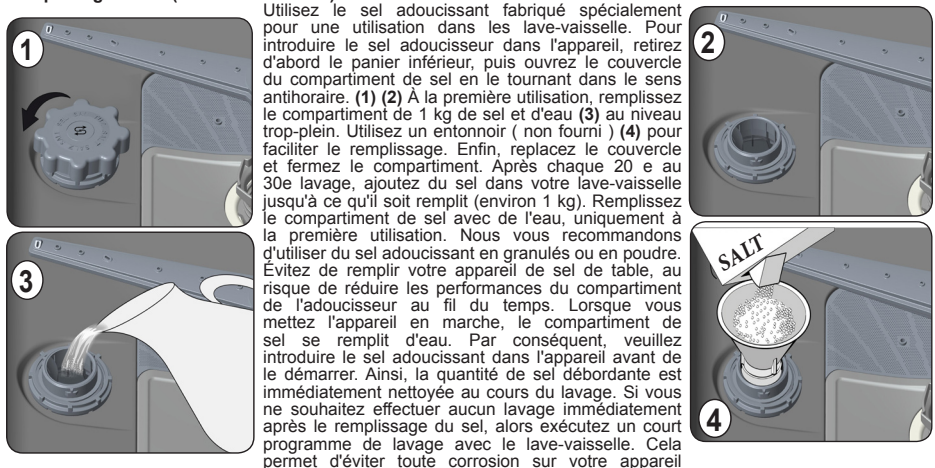 1
Utilisez le sel adoucissant fabriqué spécialement
pour une utilisation dans les lave-vaisselle. Pour
introduire le sel adoucisseur dans l'appareil, retirez
d'abord le panier inférieur, puis ouvrez le couvercle
du compartiment de sel en le tournant dans le sens
antihoraire. (1) (2) À la première utilisation, remplissez
le compartiment de 1 kg de sel et d'eau (3) au niveau
trop-plein. Utilisez un entonnoir ( non fourni ) (4) pour
faciliter le remplissage. Enfin, replacez le couvercle
et fermez le compartiment. Après chaque 20 e au
30e lavage, ajoutez du sel dans votre lave-vaisselle
jusqu'à ce qu'il soit remplit (environ 1 kg). Remplissez
le compartiment de sel avec de l'eau, uniquement à
la première utilisation. Nous vous recommandons
d'utiliser du sel adoucissant en granulés ou en poudre.
Évitez de remplir votre appareil de sel de table, au
risque de réduire les performances du compartiment
de l'adoucisseur au fil du temps. Lorsque vous
mettez l'appareil en marche, le compartiment de
sel se remplit d'eau. Par conséquent, veuillez
introduire le sel adoucissant dans l'appareil avant de
le démarrer. Ainsi, la quantité de sel débordante est
immédiatement nettoyée au cours du lavage. Si vous
ne souhaitez effectuer aucun lavage immédiatement
après le remplissage du sel, alors exécutez un court
programme de lavage avec le lave-vaisselle. Cela
permet d'éviter toute corrosion sur votre appareil
2
3
SALT
4